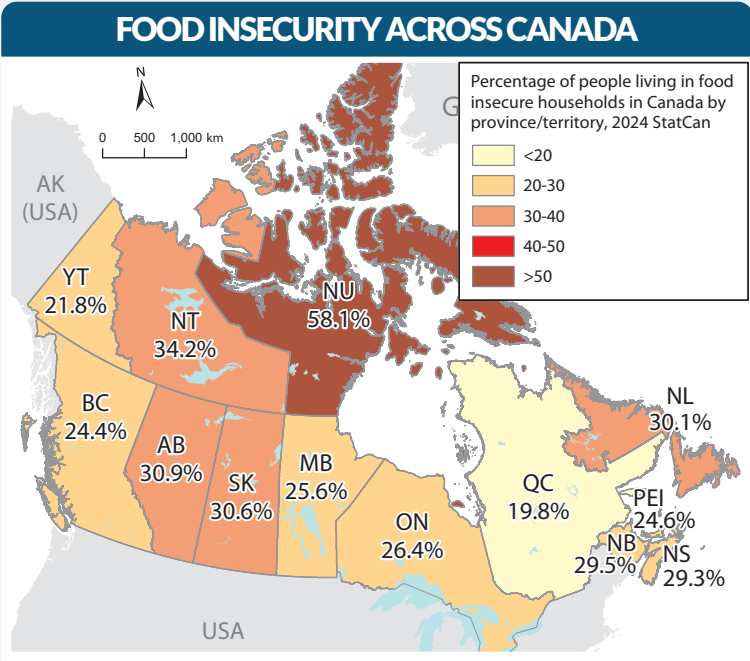 FOOD INSECURITY ACROSS CANADA
N
0 500 1,000 km
Percentage of people living in food
insecure households in Canada by
province/territory, 2024 StatCan
<20
20-30
30-40
40-50
>50
G
AK
(USA)
YT
21.8%
NT
34.2%
NU
58.1%
BC
24.4%
AB
30.9%
SK
30.6%
MB
25.6%
ON
26.4%
QC
19.8%
NL
30.1%
PEI
24.6%
NB
29.5%
NS
29.3%
USA